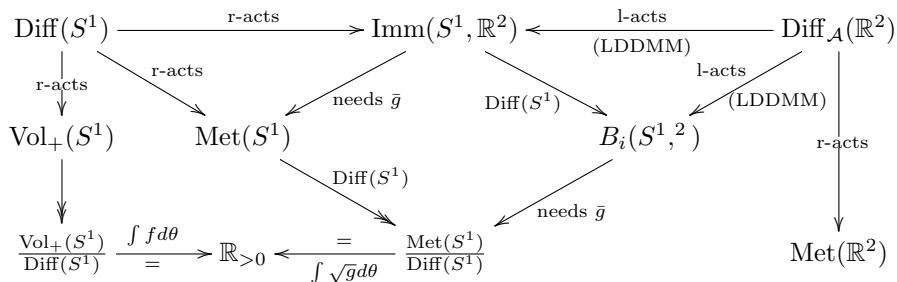 Diff(S¹) r-acts Imm(S¹, ℝ²) l-acts (LDDMM) Diff_𝒜(ℝ²)
r-acts r-acts needs ḡ Diff(S¹) l-acts (LDDMM)
Vol₊(S¹) Met(S¹) B_i(S¹,²) r-acts
Diff(S¹) needs ḡ
Vol₊(S¹)/Diff(S¹) ∫ f dθ = ℝ_{>0} = ∫ √g dθ Met(S¹)/Diff(S¹) Met(ℝ²)